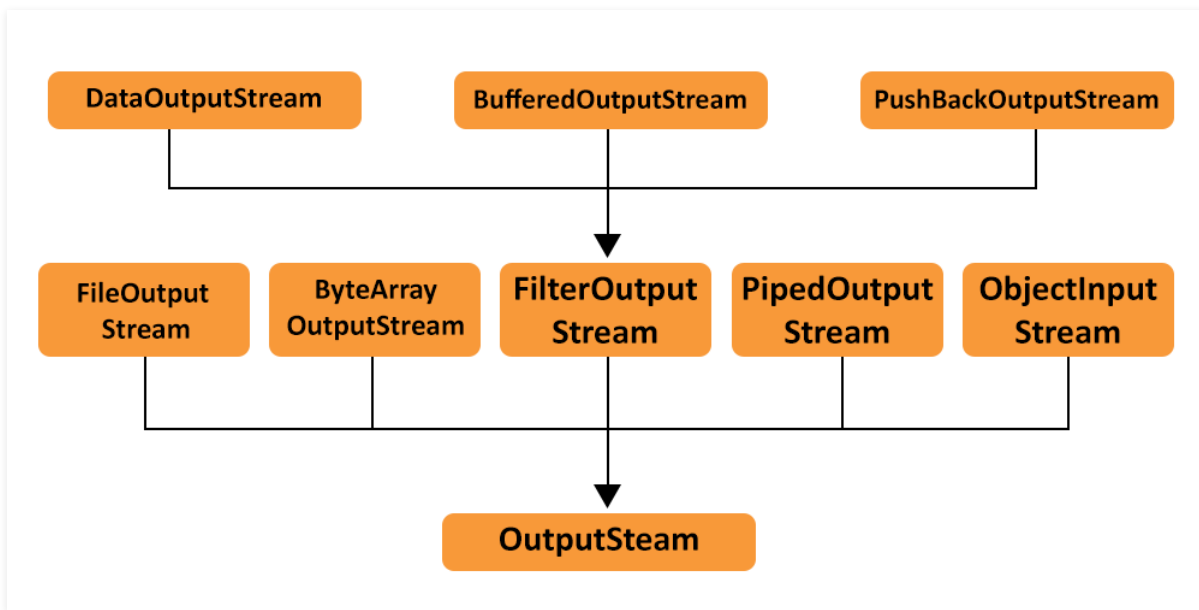 DataOutputStream
BufferedOutputStream
PushBackOutputStream
FileOutput
Stream
ByteArray
OutputStream
FilterOutput
Stream
PipedOutput
Stream
ObjectInput
Stream
OutputSteam